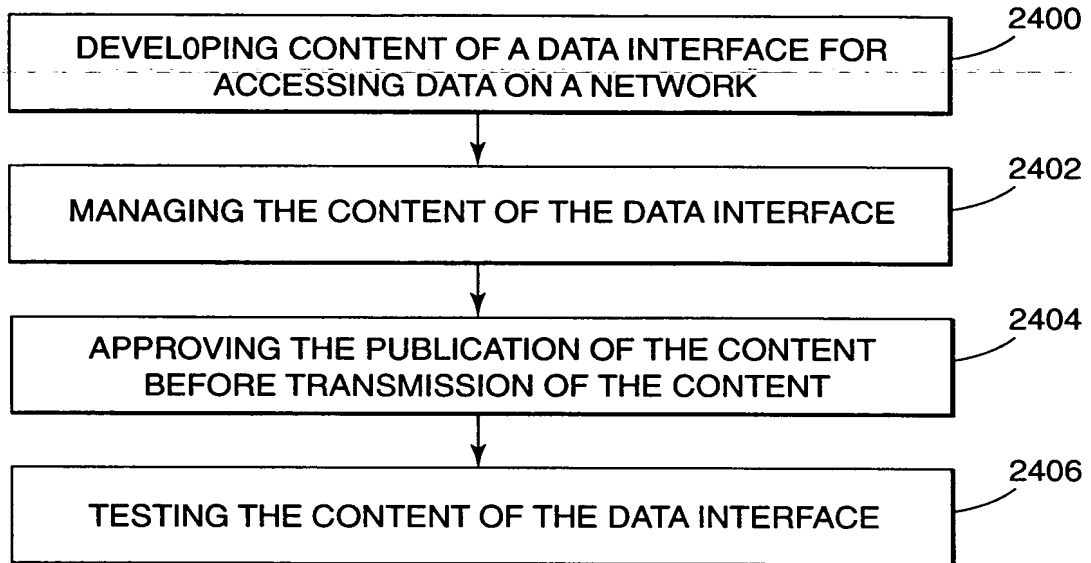 2400
DEVEL0PING CONTENT OF A DATA INTERFACE FOR
ACCESSING DATA ON A NETWORK
2402
MANAGING THE CONTENT OF THE DATA INTERFACE
2404
APPROVING THE PUBLICATION OF THE CONTENT
BEFORE TRANSMISSION OF THE CONTENT
2406
TESTING THE CONTENT OF THE DATA INTERFACE